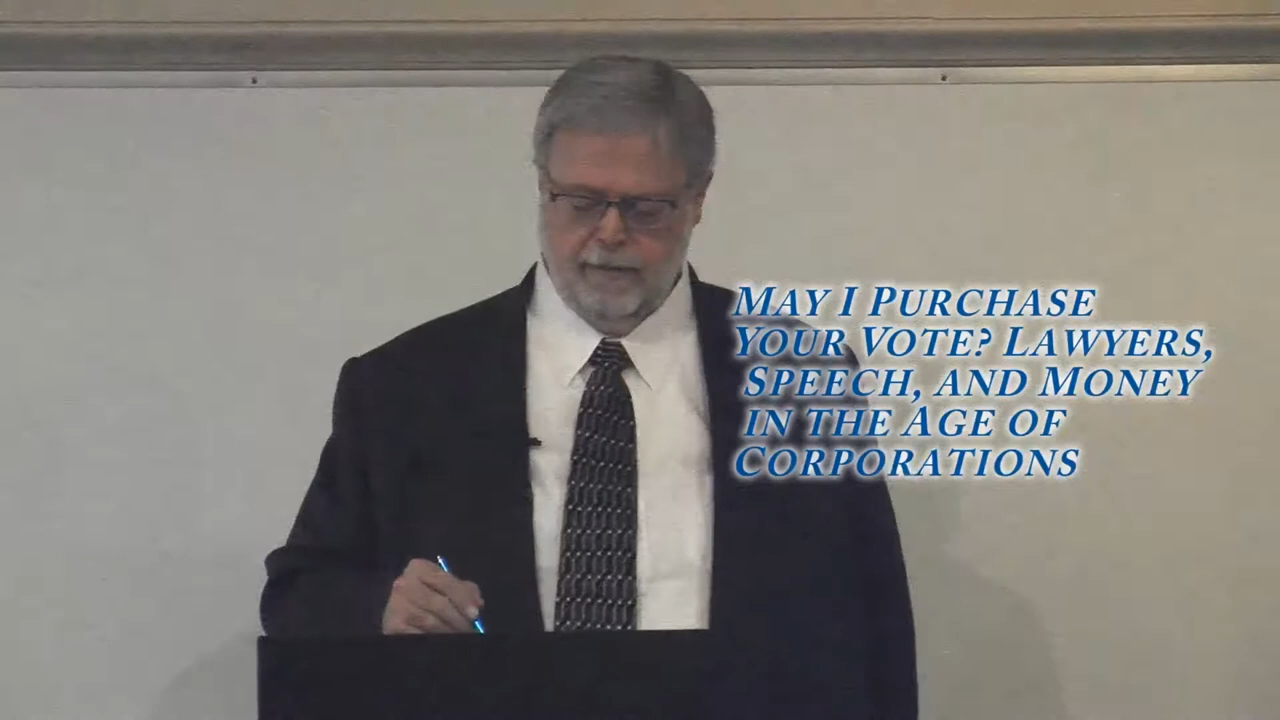 MAY I PURCHASE
YOUR VOTE? LAWYERS,
SPEECH, AND MONEY
IN THE AGE OF
CORPORATIONS